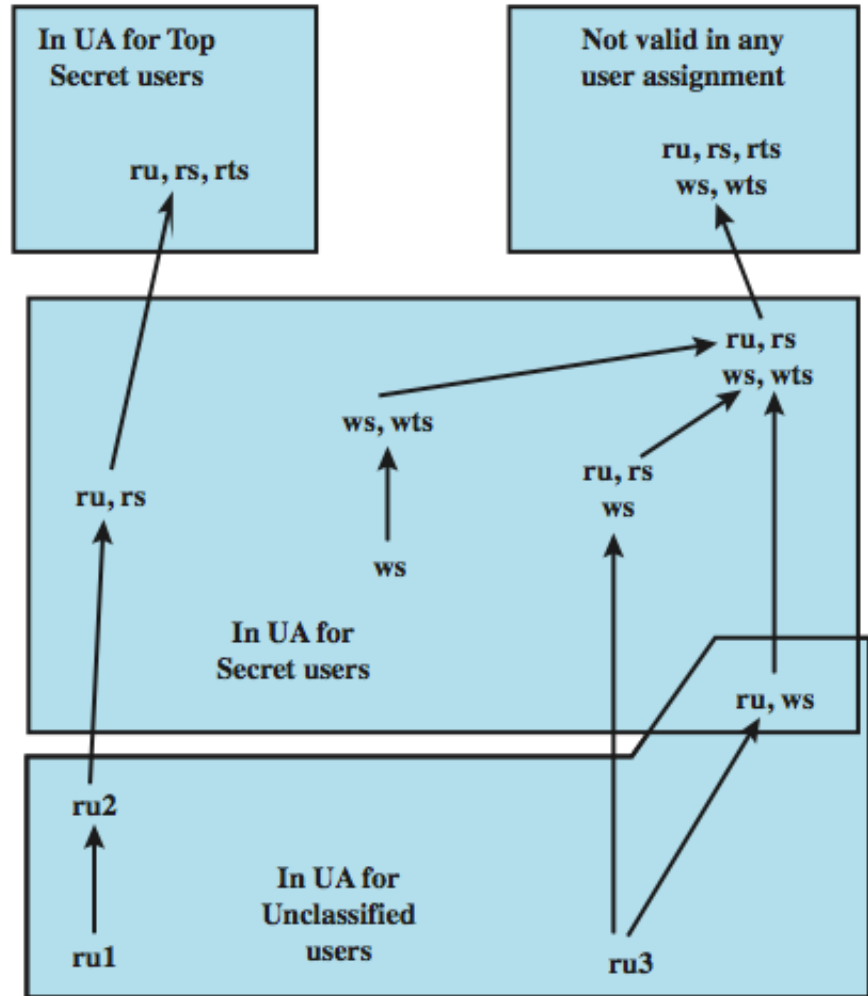 In UA for Top
Secret users
ru, rs, rts
Not valid in any
user assignment
ru, rs, rts
ws, wts
ru, rs
ws, wts
ws, wts
ru, rs
ru, rs
ws
ws
In UA for
Secret users
ru, ws
ru2
In UA for
Unclassified
users
ru1
ru3